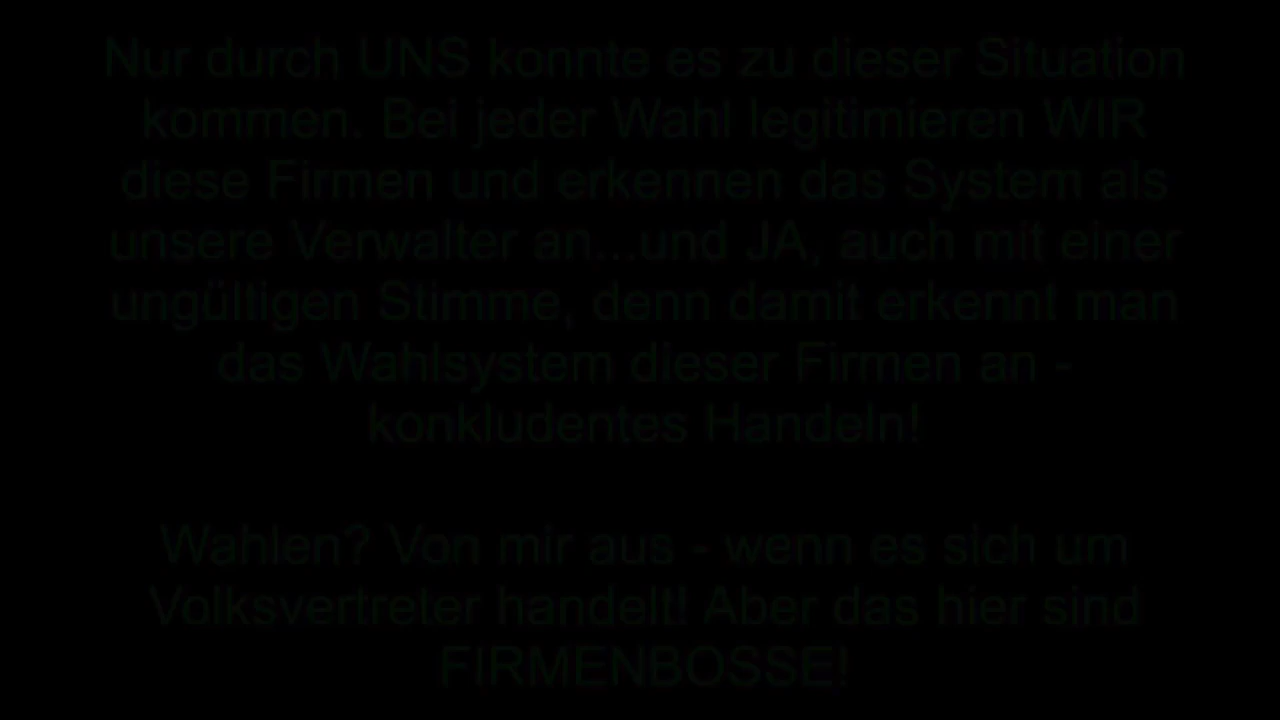 Nur durch UNS konnte es zu dieser Situation
kommen. Bei jeder Wahl legitimieren WIR
diese Firmen und erkennen das System als
unsere Verwalter an...und JA, auch mit einer
ungültigen Stimme, denn damit erkennt man
das Wahlsystem dieser Firmen an -
konkludentes Handeln!
Wahlen? Von mir aus - wenn es sich um
Volksvertreter handelt! Aber das hier sind
FIRMENBOSSE!